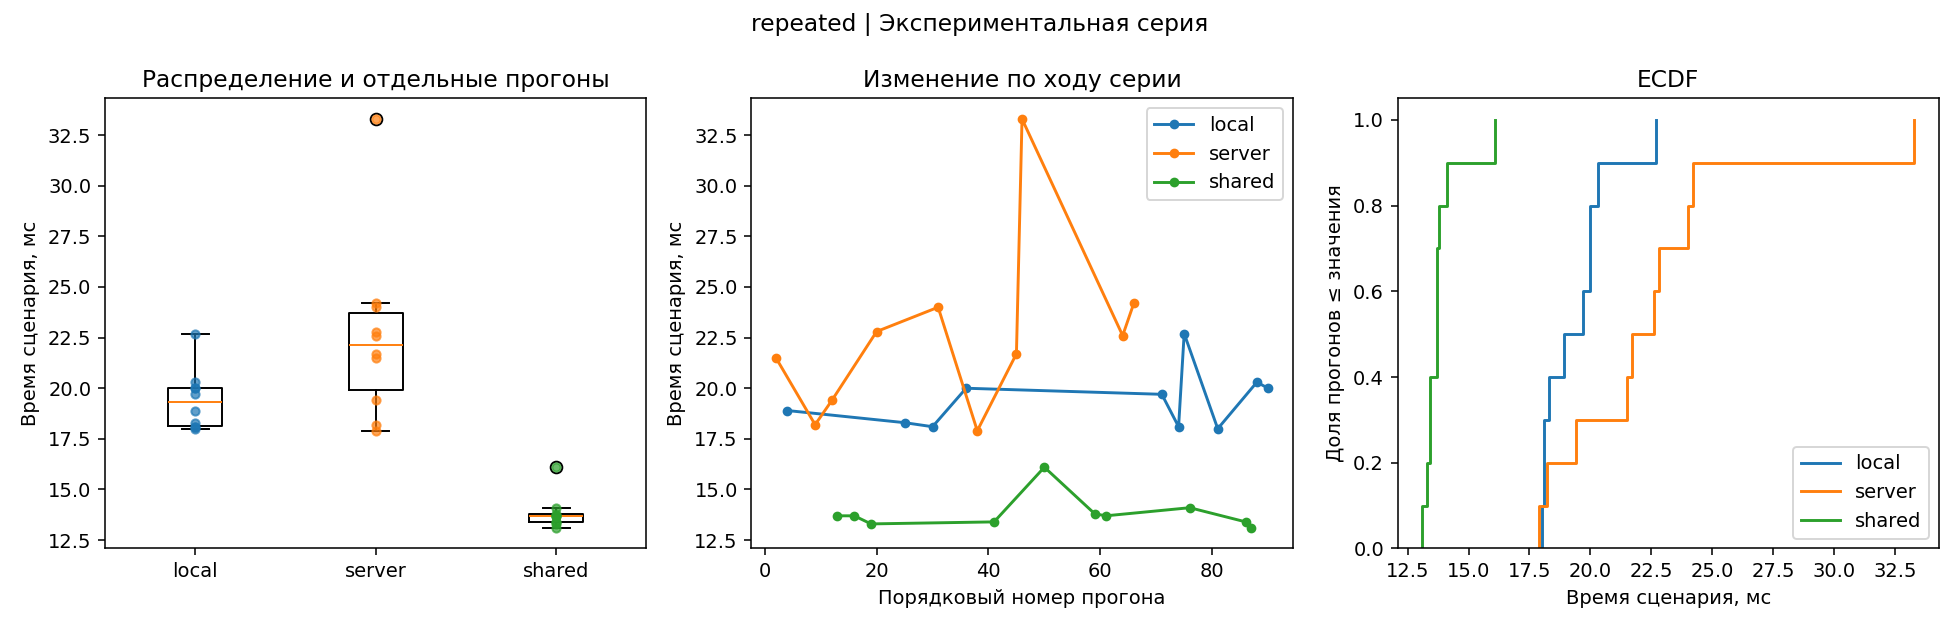 repeated | Экспериментальная серия
Распределение и отдельные прогоны
Время сценария, мс
32.5
30.0
27.5
25.0
22.5
20.0
17.5
15.0
12.5
local
server
shared
Изменение по ходу серии
Время сценария, мс
32.5
30.0
27.5
25.0
22.5
20.0
17.5
15.0
12.5
local
server
shared
0
20
40
60
80
Порядковый номер прогона
ECDF
Доля прогонов ≤ значения
1.0
0.8
0.6
0.4
0.2
0.0
local
server
shared
12.5
15.0
17.5
20.0
22.5
25.0
27.5
30.0
32.5
Время сценария, мс